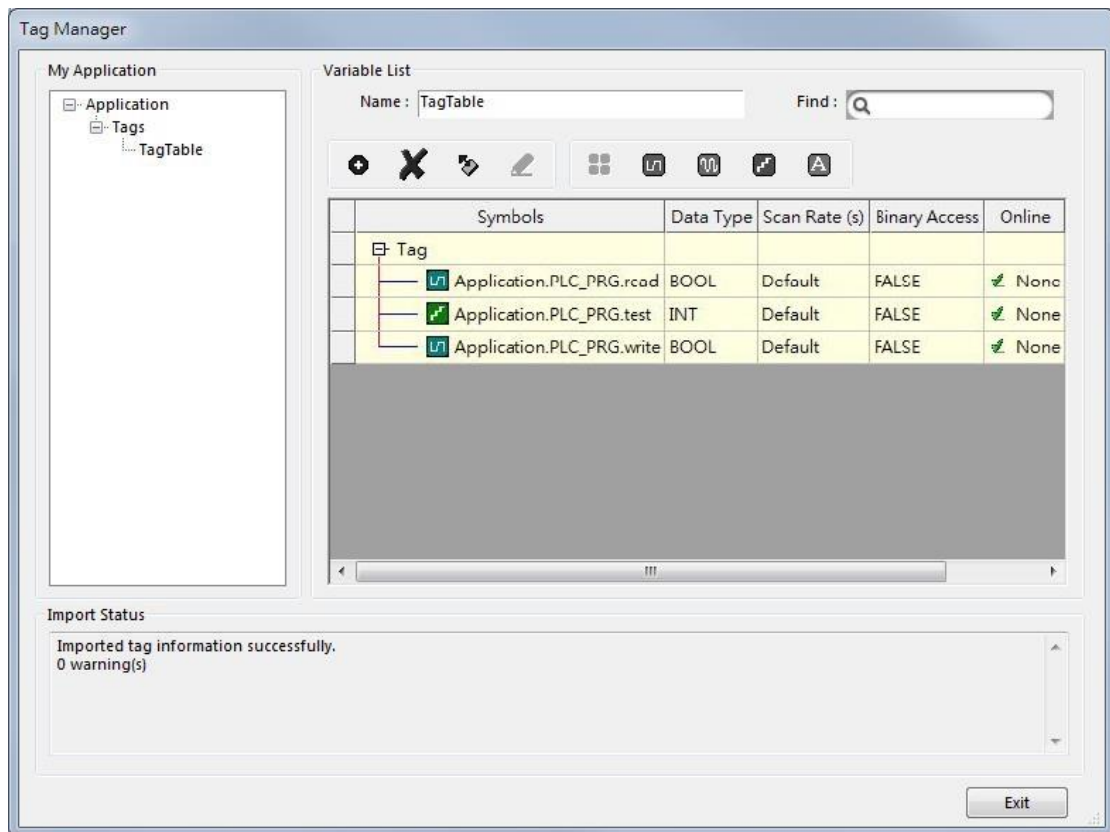 Tag Manager
My Application
Application
Tags
TagTable
Variable List
Name : TagTable Find :
A
Symbols Data Type Scan Rate (s) Binary Access Online
Tag
Application.PLC_PRG.read BOOL Default FALSE None
Application.PLC_PRG.test INT Default FALSE None
Application.PLC_PRG.write BOOL Default FALSE None
Import Status
Imported tag information successfully.
0 warning(s)
Exit